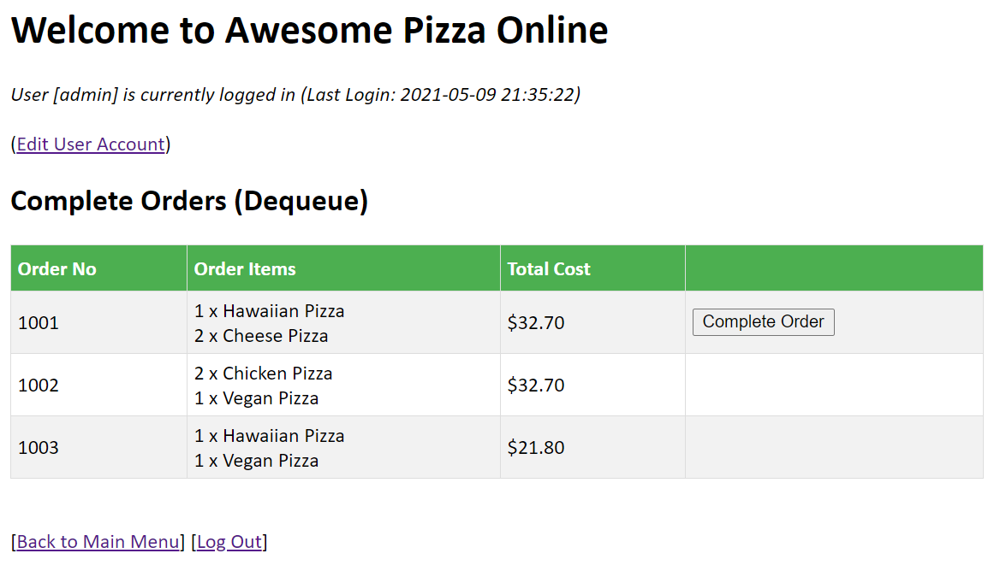 Welcome to Awesome Pizza Online
User [admin] is currently logged in (Last Login: 2021-05-09 21:35:22)
(Edit User Account)
Complete Orders (Dequeue)
Order No Order Items Total Cost
1001 1 x Hawaiian Pizza $32.70 Complete Order
2 x Cheese Pizza
1002 2 x Chicken Pizza $32.70
1 x Vegan Pizza
1003 1 x Hawaiian Pizza $21.80
1 x Vegan Pizza
[Back to Main Menu] [Log Out]